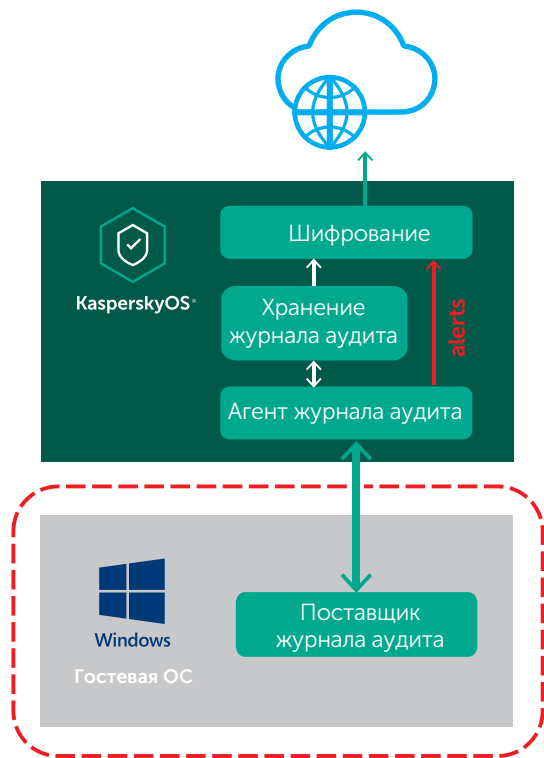 Шифрование
KasperskyOS®
Хранение
журнала аудита
alerts
Агент журнала аудита
Windows
Гостевая ОС
Поставщик
журнала аудита